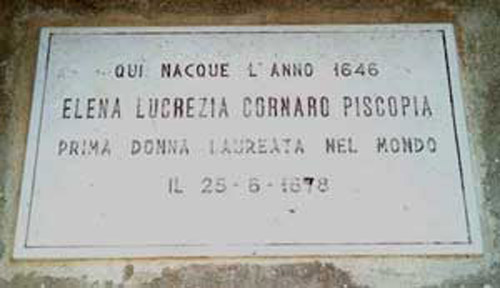 QUI NACQUE L'ANNO 1646
ELENA LUCREZIA CORNARO PISCOPIA
PRIMA DONNA LAUREATA NEL MONDO
IL 25-6-1678